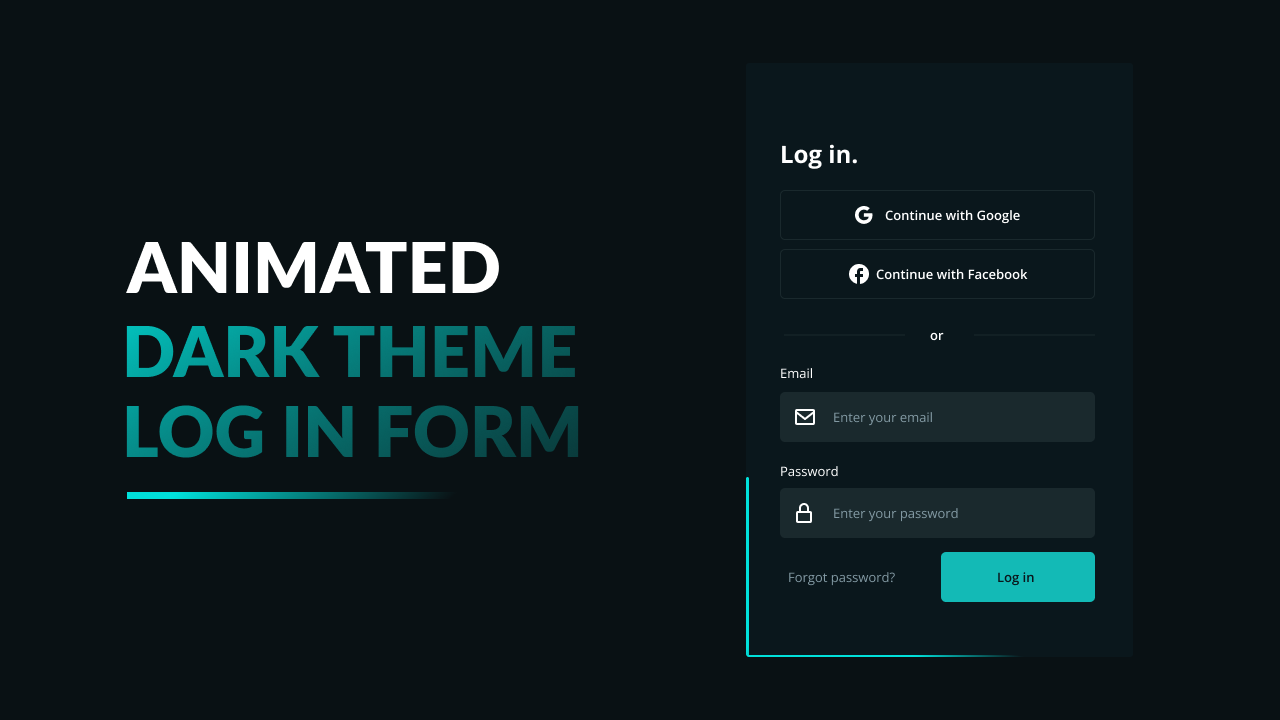 ANIMATED
DARK THEME
LOG IN FORM
Log in.
Continue with Google
Continue with Facebook
or
Email
Enter your email
Password
Enter your password
Forgot password?
Log in